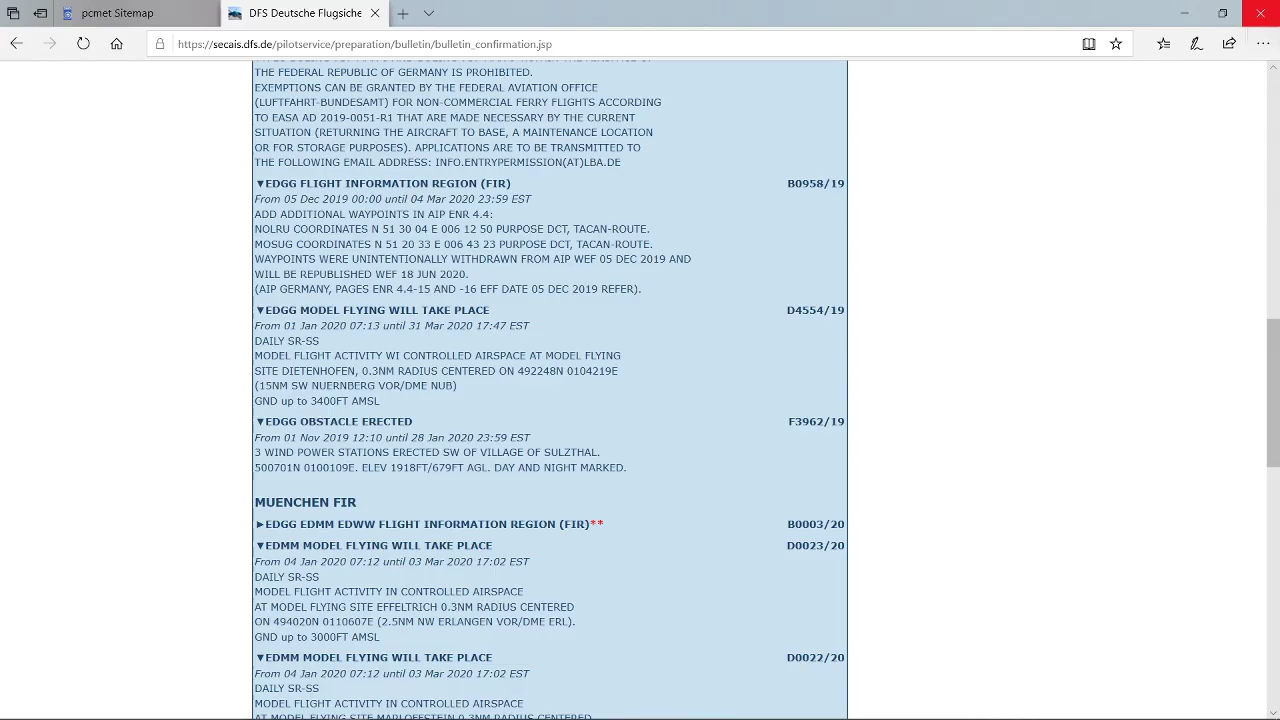 pcmet Sitemap
DFS Deutsche Flugsiche
https://secais.dfs.de/pilotservice/preparation/bulletin/bulletin_confirmation.jsp
THE FEDERAL REPUBLIC OF GERMANY IS PROHIBITED.
EXEMPTIONS CAN BE GRANTED BY THE FEDERAL AVIATION OFFICE
(LUFTFAHRT-BUNDESAMT) FOR NON-COMMERCIAL FERRY FLIGHTS ACCORDING
TO EASA AD 2019-0051-R1 THAT ARE MADE NECESSARY BY THE CURRENT
SITUATION (RETURNING THE AIRCRAFT TO BASE, A MAINTENANCE LOCATION
OR FOR STORAGE PURPOSES). APPLICATIONS ARE TO BE TRANSMITTED TO
THE FOLLOWING EMAIL ADDRESS: INFO.ENTRYPERMISSION(AT)LBA.DE
▼EDGG FLIGHT INFORMATION REGION (FIR) B0958/19
From 05 Dec 2019 00:00 until 04 Mar 2020 23:59 EST
ADD ADDITIONAL WAYPOINTS IN AIP ENR 4.4:
NOLRU COORDINATES N 51 30 04 E 006 12 50 PURPOSE DCT, TACAN-ROUTE.
MOSUG COORDINATES N 51 20 33 E 006 43 23 PURPOSE DCT, TACAN-ROUTE.
WAYPOINTS WERE UNINTENTIONALLY WITHDRAWN FROM AIP WEF 05 DEC 2019 AND
WILL BE REPUBLISHED WEF 18 JUN 2020.
(AIP GERMANY, PAGES ENR 4.4-15 AND -16 EFF DATE 05 DEC 2019 REFER).
▼EDGG MODEL FLYING WILL TAKE PLACE D4554/19
From 01 Jan 2020 07:13 until 31 Mar 2020 17:47 EST
DAILY SR-SS
MODEL FLIGHT ACTIVITY WI CONTROLLED AIRSPACE AT MODEL FLYING
SITE DIETENHOFEN, 0.3NM RADIUS CENTERED ON 492248N 0104219E
(15NM SW NUERNBERG VOR/DME NUB)
GND up to 3400FT AMSL
▼EDGG OBSTACLE ERECTED F3962/19
From 01 Nov 2019 12:10 until 28 Jan 2020 23:59 EST
3 WIND POWER STATIONS ERECTED SW OF VILLAGE OF SULZTHAL.
500701N 0100109E. ELEV 1918FT/679FT AGL. DAY AND NIGHT MARKED.
MUENCHEN FIR
►EDGG EDMM EDWW FLIGHT INFORMATION REGION (FIR)** B0003/20
▼EDMM MODEL FLYING WILL TAKE PLACE D0023/20
From 04 Jan 2020 07:12 until 03 Mar 2020 17:02 EST
DAILY SR-SS
MODEL FLIGHT ACTIVITY IN CONTROLLED AIRSPACE
AT MODEL FLYING SITE EFFELTRICH 0.3NM RADIUS CENTERED
ON 494020N 0110607E (2.5NM NW ERLANGEN VOR/DME ERL).
GND up to 3000FT AMSL
▼EDMM MODEL FLYING WILL TAKE PLACE D0022/20
From 04 Jan 2020 07:12 until 03 Mar 2020 17:02 EST
DAILY SR-SS
MODEL FLIGHT ACTIVITY IN CONTROLLED AIRSPACE
AT MODEL FLYING SITE MARLOFFSTEIN 0.3NM RADIUS CENTERED